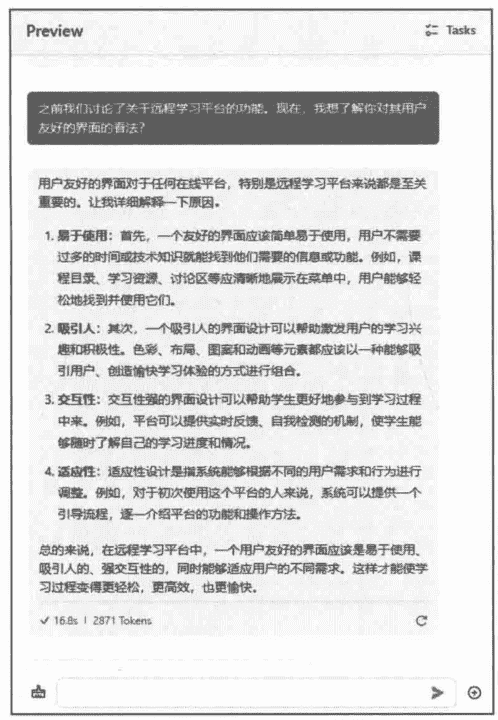 Preview
Tasks
之前我们讨论了关于远程学习平台的功能。现在，我想了解你对其用户
友好的界面的看法？
用户友好的界面对于任何在线平台，特别是远程学习平台来说都是至关
重要的。让我详细解释一下原因。
1. 易于使用：首先，一个友好的界面应该简单易于使用，用户不需要
过多的时间或技术知识就能找到他们需要的信息或功能。例如，课
程目录、学习资源、讨论区等应清晰地展示在菜单中，用户能够轻
松地找到并使用它们。
2. 吸引人：其次，一个吸引人的界面设计可以帮助激发用户的学习兴
趣和积极性。色彩、布局、图案和动画等元素都应该以一种能够吸
引用户、创造愉快学习体验的方式进行组合。
3. 交互性：交互性强的界面设计可以帮助学生更好地参与到学习过程
中来。例如，平台可以提供实时反馈、自我检测的机制，使学生能
够随时了解自己的学习进度和情况。
4. 适应性：适应性设计是指系统能够根据不同的用户需求和行为进行
调整。例如，对于初次使用这个平台的人来说，系统可以提供一个
引导流程，逐一介绍平台的功能和操作方法。
总的来说，在远程学习平台中，一个用户友好的界面应该是易于使用、
吸引人的、强交互性的，同时能够适应用户的不同需求。这样才能使学
习过程变得更轻松，更高效，也更愉快。
16.8s | 2871 Tokens